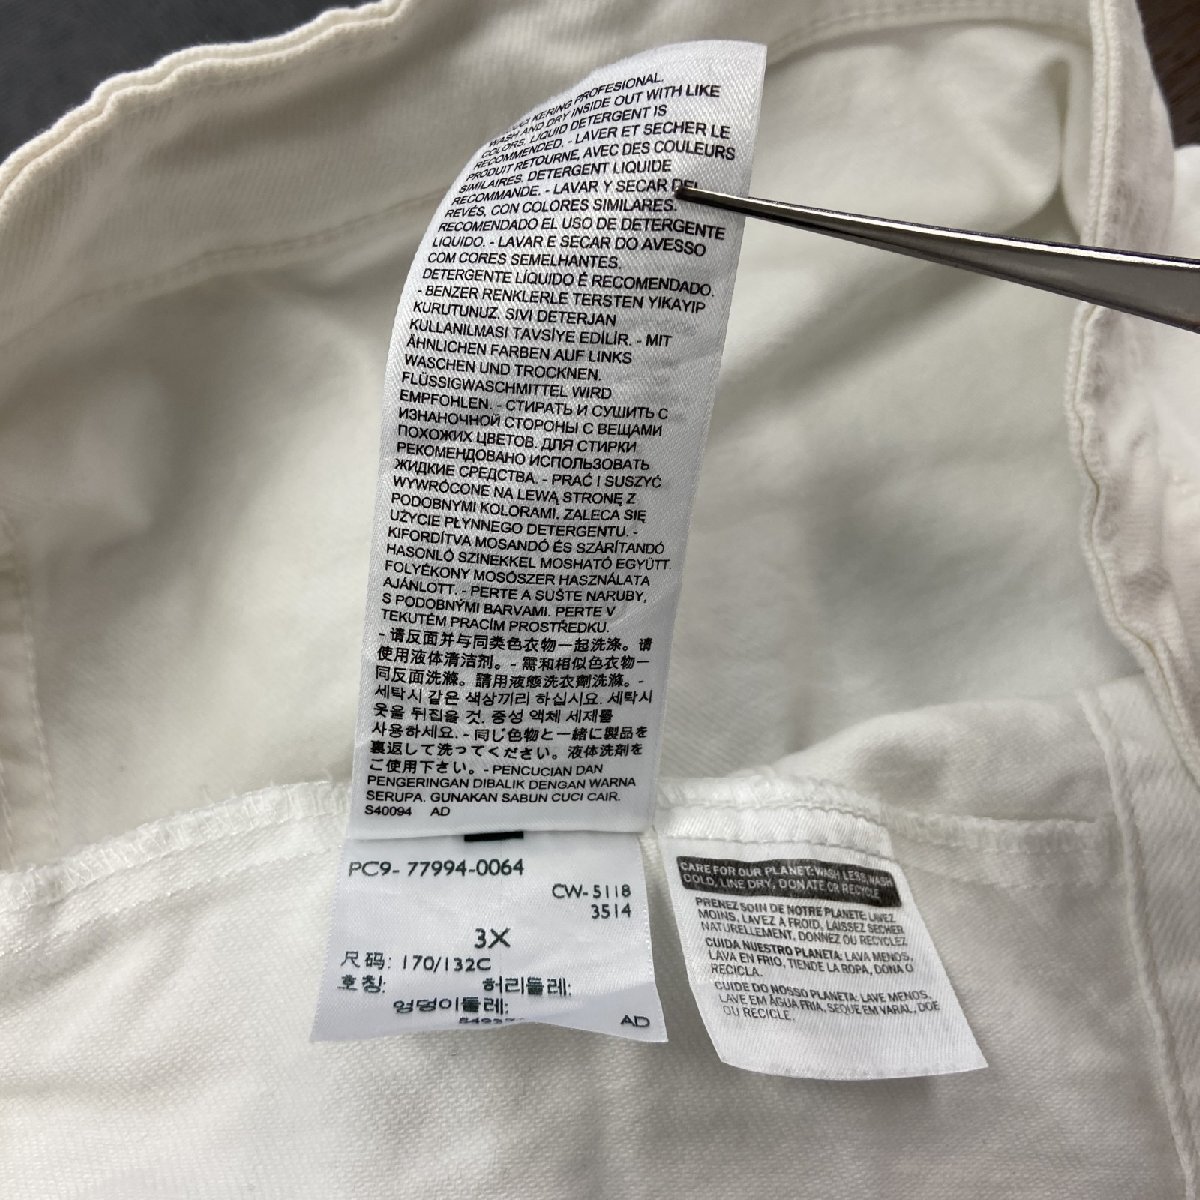 PROFESIONAL.
WASH AND DRY INSIDE OUT WITH LIKE
COLORS. LIQUID DETERGENT IS
RECOMMENDED. - LAVER ET SECHER LE
PRODUIT RETOURNE, AVEC DES COULEURS
SIMILAIRES. DETERGENT LIQUIDE
RECOMMANDE. - LAVAR Y SECAR DEL
REVÉS, CON COLORES SIMILARES.
RECOMENDADO EL USO DE DETERGENTE
LÍQUIDO. - LAVAR E SECAR DO AVESSO
COM CORES SEMELHANTES.
DETERGENTE LÍQUIDO É RECOMENDADO.
- BENZER RENKLERLE TERSTEN YIKAYIP
KURUTUNUZ. SIVI DETERJAN
KULLANILMASI TAVSİYE EDİLİR. - MIT
ÄHNLICHEN FARBEN AUF LINKS
WASCHEN UND TROCKNEN.
FLÜSSIGWASCHMITTEL WIRD
EMPFOHLEN. - СТИРАТЬ И СУШИТЬ С
ИЗНАНОЧНОЙ СТОРОНЫ С ВЕЩАМИ
ПОХОЖИХ ЦВЕТОВ. ДЛЯ СТИРКИ
РЕКОМЕНДОВАНО ИСПОЛЬЗОВАТЬ
ЖИДКИЕ СРЕДСТВА. - PRAĆ I SUSZYĆ
WYWRÓCONE NA LEWĄ STRONĘ Z
PODOBNYMI KOLORAMI. ZALECA SIĘ
UŻYCIE PŁYNNEGO DETERGENTU. -
KIFORDÍTVA MOSANDÓ ÉS SZÁRÍTANDÓ
HASONLÓ SZINEKKEL MOSHATÓ EGYÜTT.
FOLYÉKONY MOSÓSZER HASZNÁLATA
AJÁNLOTT. - PERTE A SUŠTE NARUBY,
S PODOBNÝMI BARVAMI. PERTE V
TEKUTÉM PRACÍM PROSTŘEDKU.
- 请反面并与同类色衣物一起洗涤。请
使用液体清洁剂。- 需和相似色衣物一
同反面洗滌。請用液態洗衣劑洗滌。-
세탁시 같은 색상끼리 하십시요. 세탁시
옷을 뒤집을 것. 중성 액체 세제를
사용하세요. - 同じ色物と一緒に製品を
裏返して洗ってください。液体洗剤を
ご使用下さい。- PENCUCIAN DAN
PENGERINGAN DIBALIK DENGAN WARNA
SERUPA. GUNAKAN SABUN CUCI CAIR.
S40094 AD
PC9- 77994-0064
CW-5118
3514
3X
尺码: 170/132C
호칭: 허리둘레:
엉덩이둘레:
AD
CARE FOR OUR PLANET: WASH LESS, WASH
COLD, LINE DRY, DONATE OR RECYCLE
PRENEZ SOIN DE NOTRE PLANETE: LAVEZ
MOINS, LAVEZ A FROID, LAISSEZ SECHER
NATURELLEMENT, DONNEZ OU RECYCLEZ
CUIDA NUESTRO PLANETA: LAVA MENOS,
LAVA EN FRIO, TIENDE LA ROPA, DONA O
RECICLA.
CUIDE DO NOSSO PLANETA: LAVE MENOS,
LAVE EM ÁGUA FRIA, SEQUE EM VARAL, DOE
OU RECICLE.